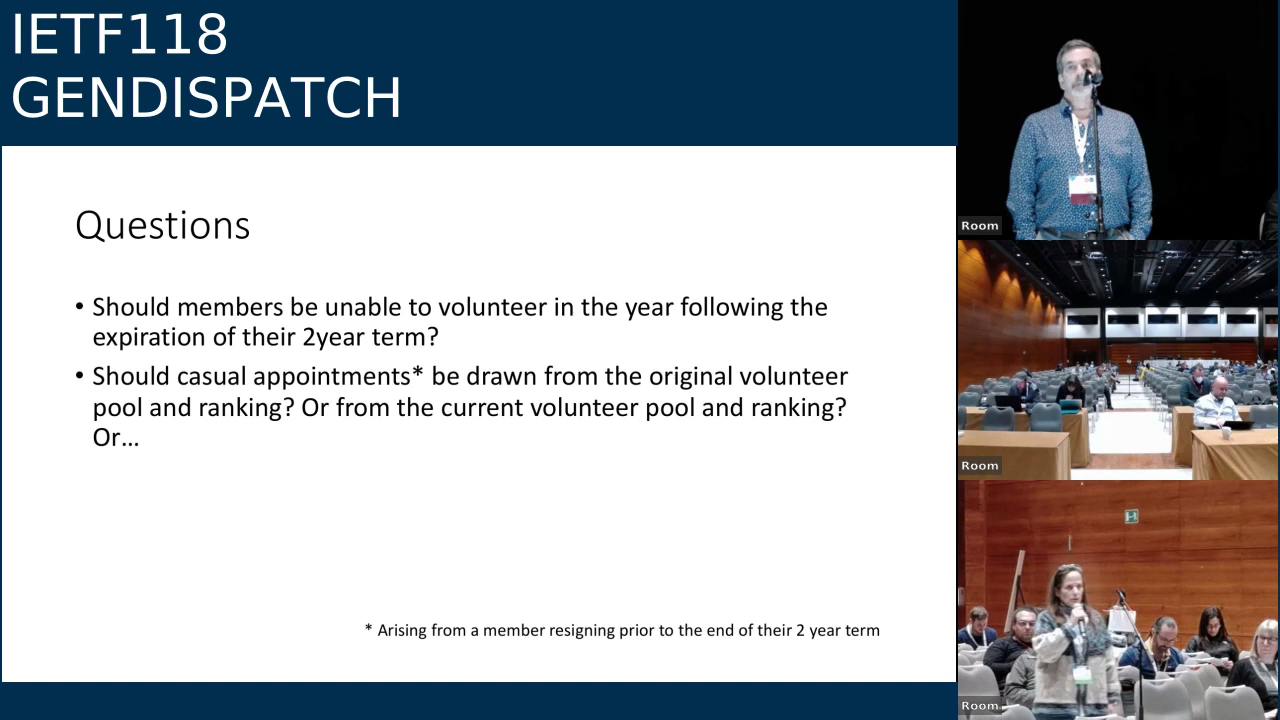 IETF118
GENDISPATCH
Questions
• Should members be unable to volunteer in the year following the
expiration of their 2year term?
• Should casual appointments* be drawn from the original volunteer
pool and ranking? Or from the current volunteer pool and ranking?
Or…
* Arising from a member resigning prior to the end of their 2 year term
Room
Room
Room